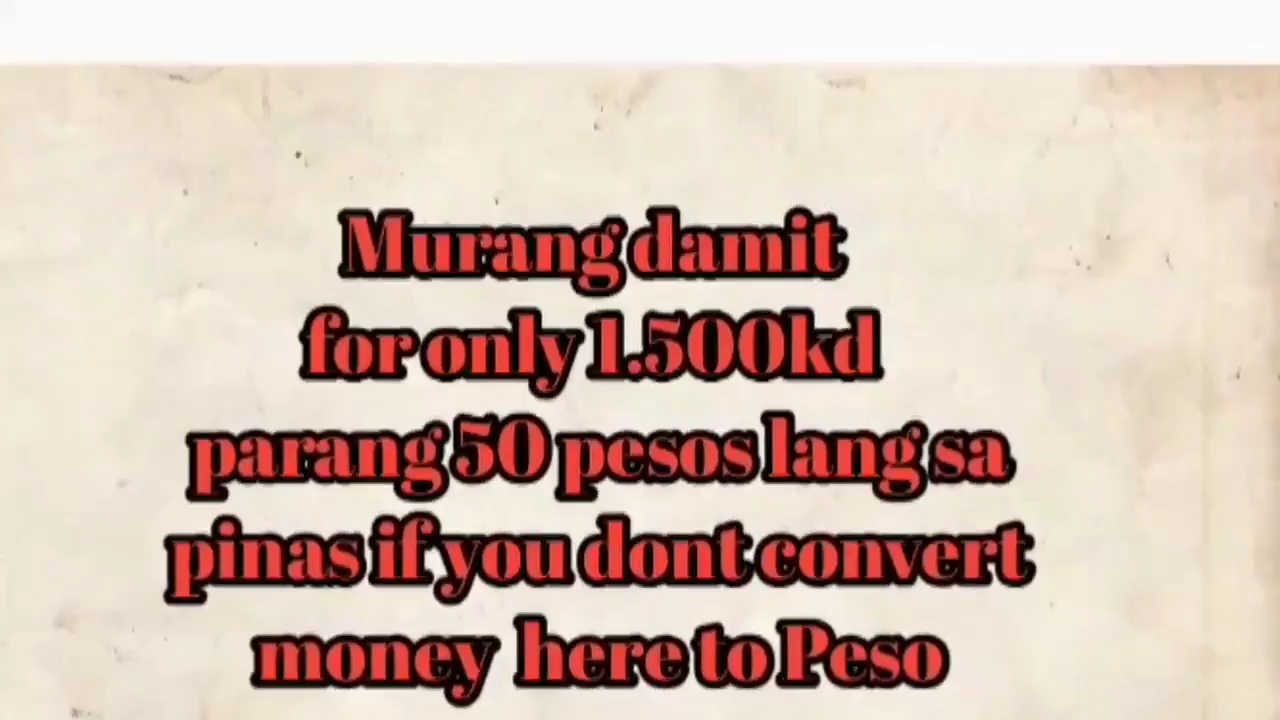 Murang damit
for only 1.500kd
parang 50 pesos lang sa
pinas if you dont convert
money here to Peso